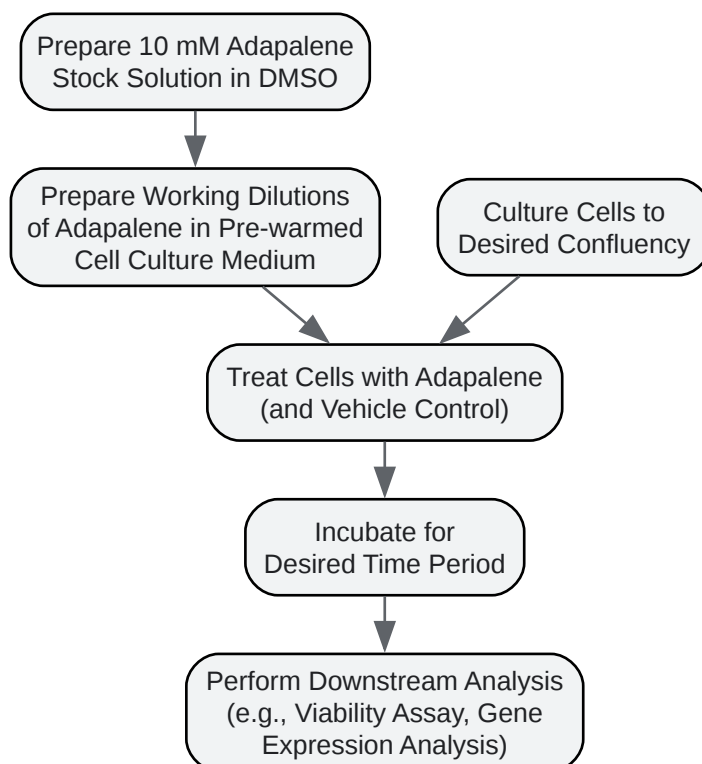 Prepare 10 mM Adapalene
Stock Solution in DMSO
Prepare Working Dilutions
of Adapalene in Pre-warmed
Cell Culture Medium
Culture Cells to
Desired Confluency
Treat Cells with Adapalene
(and Vehicle Control)
Incubate for
Desired Time Period
Perform Downstream Analysis
(e.g., Viability Assay, Gene
Expression Analysis)